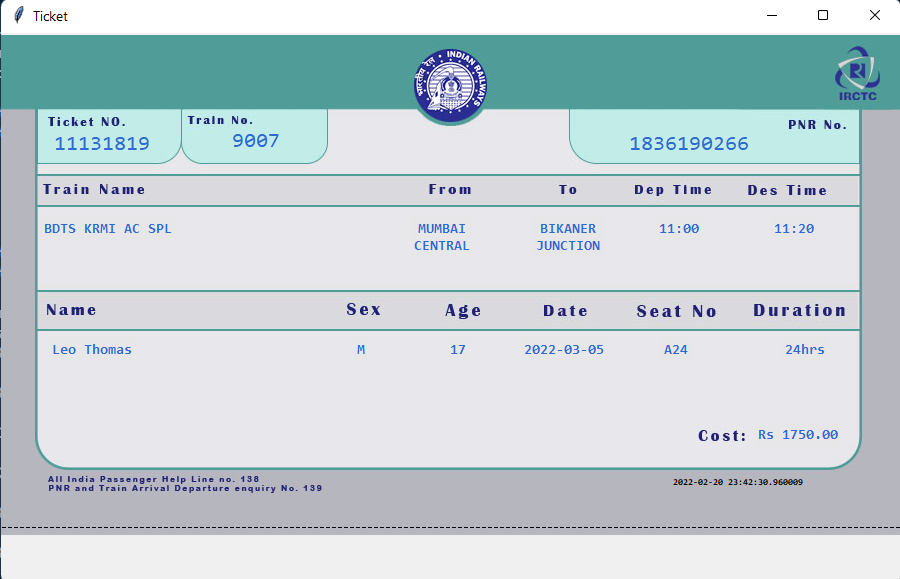 Ticket
भारतीय रेल INDIAN RAILWAYS
IRCTC
Ticket NO. Train No. PNR No.
11131819 9007 1836190266
Train Name From To Dep Time Des Time
BDTS KRMI AC SPL MUMBAI BIKANER 11:00 11:20
CENTRAL JUNCTION
Name Sex Age Date Seat No Duration
Leo Thomas M 17 2022-03-05 A24 24hrs
Cost: Rs 1750.00
All India Passenger Help Line no. 138
PNR and Train Arrival Departure enquiry No. 139
2022-02-20 23:42:30.960009